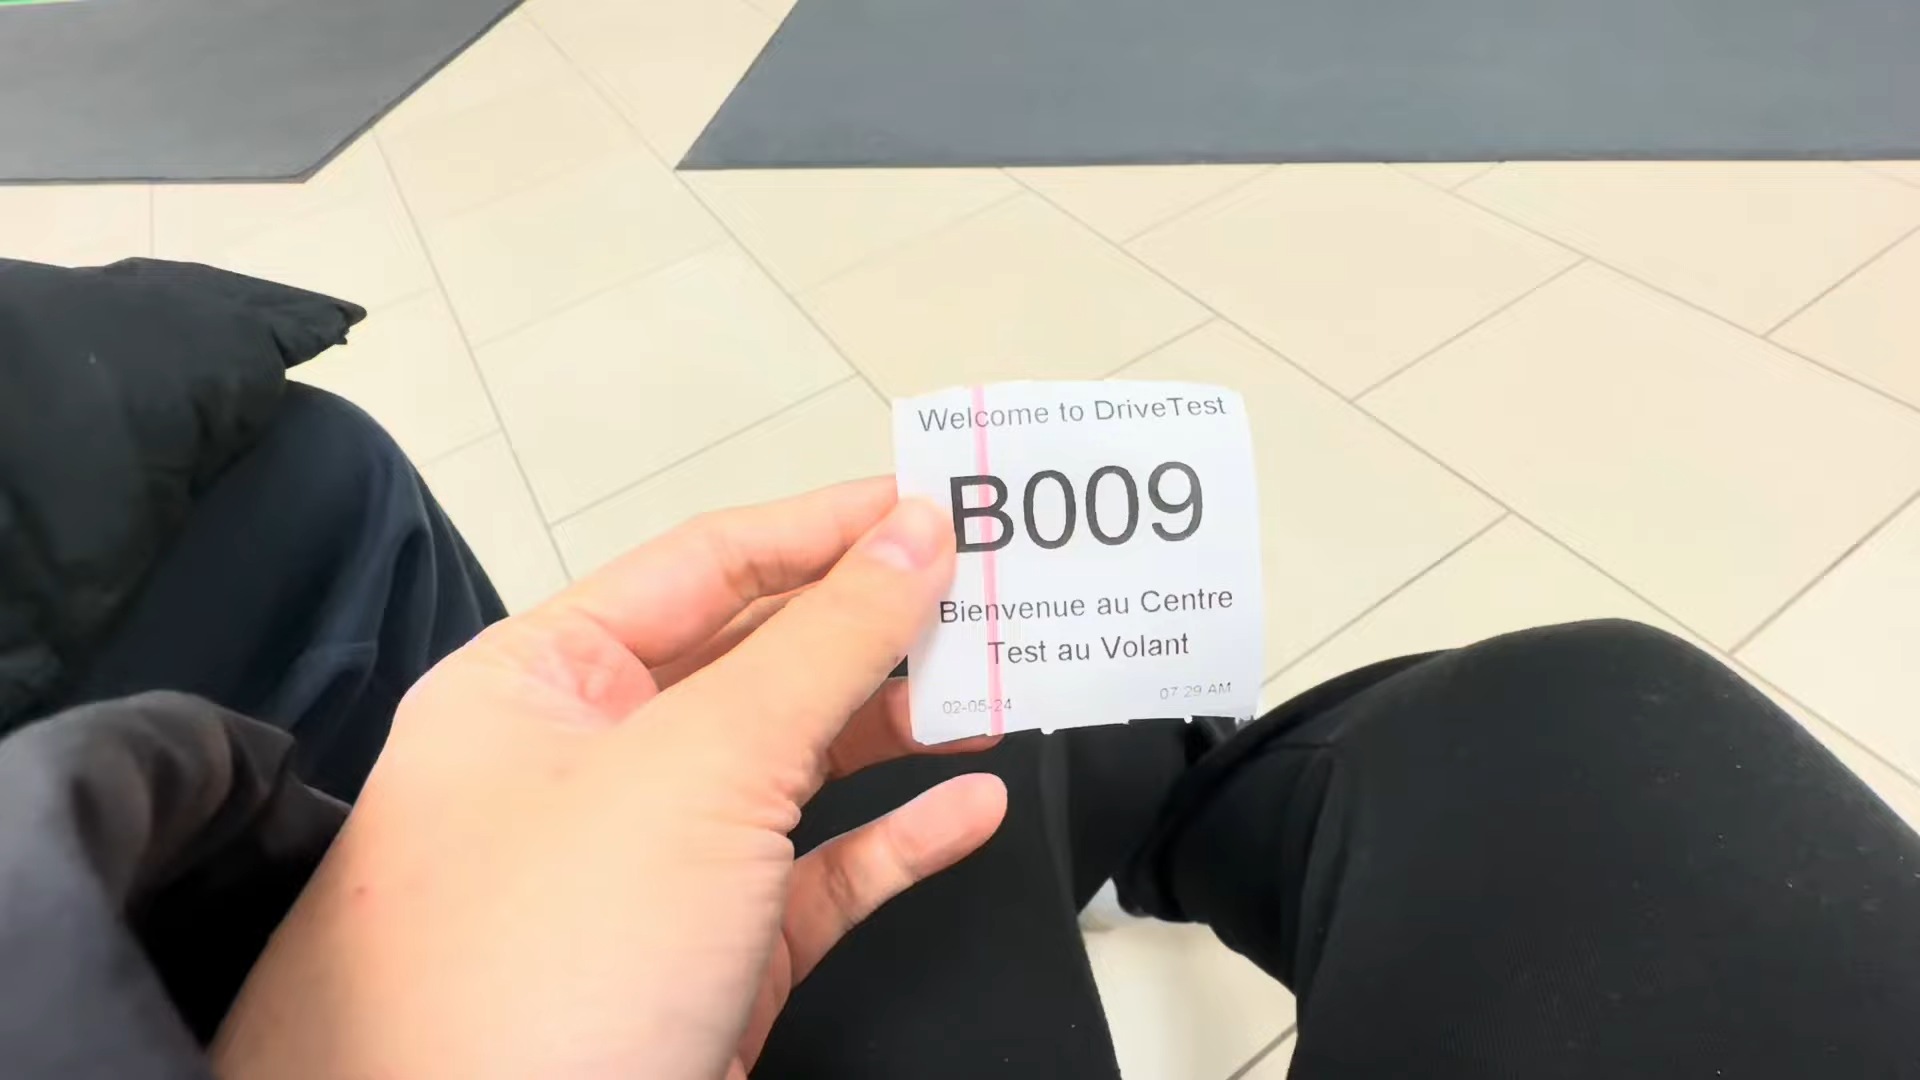 Welcome to DriveTest
B009
Bienvenue au Centre
Test au Volant
02-05-24 07 29 AM